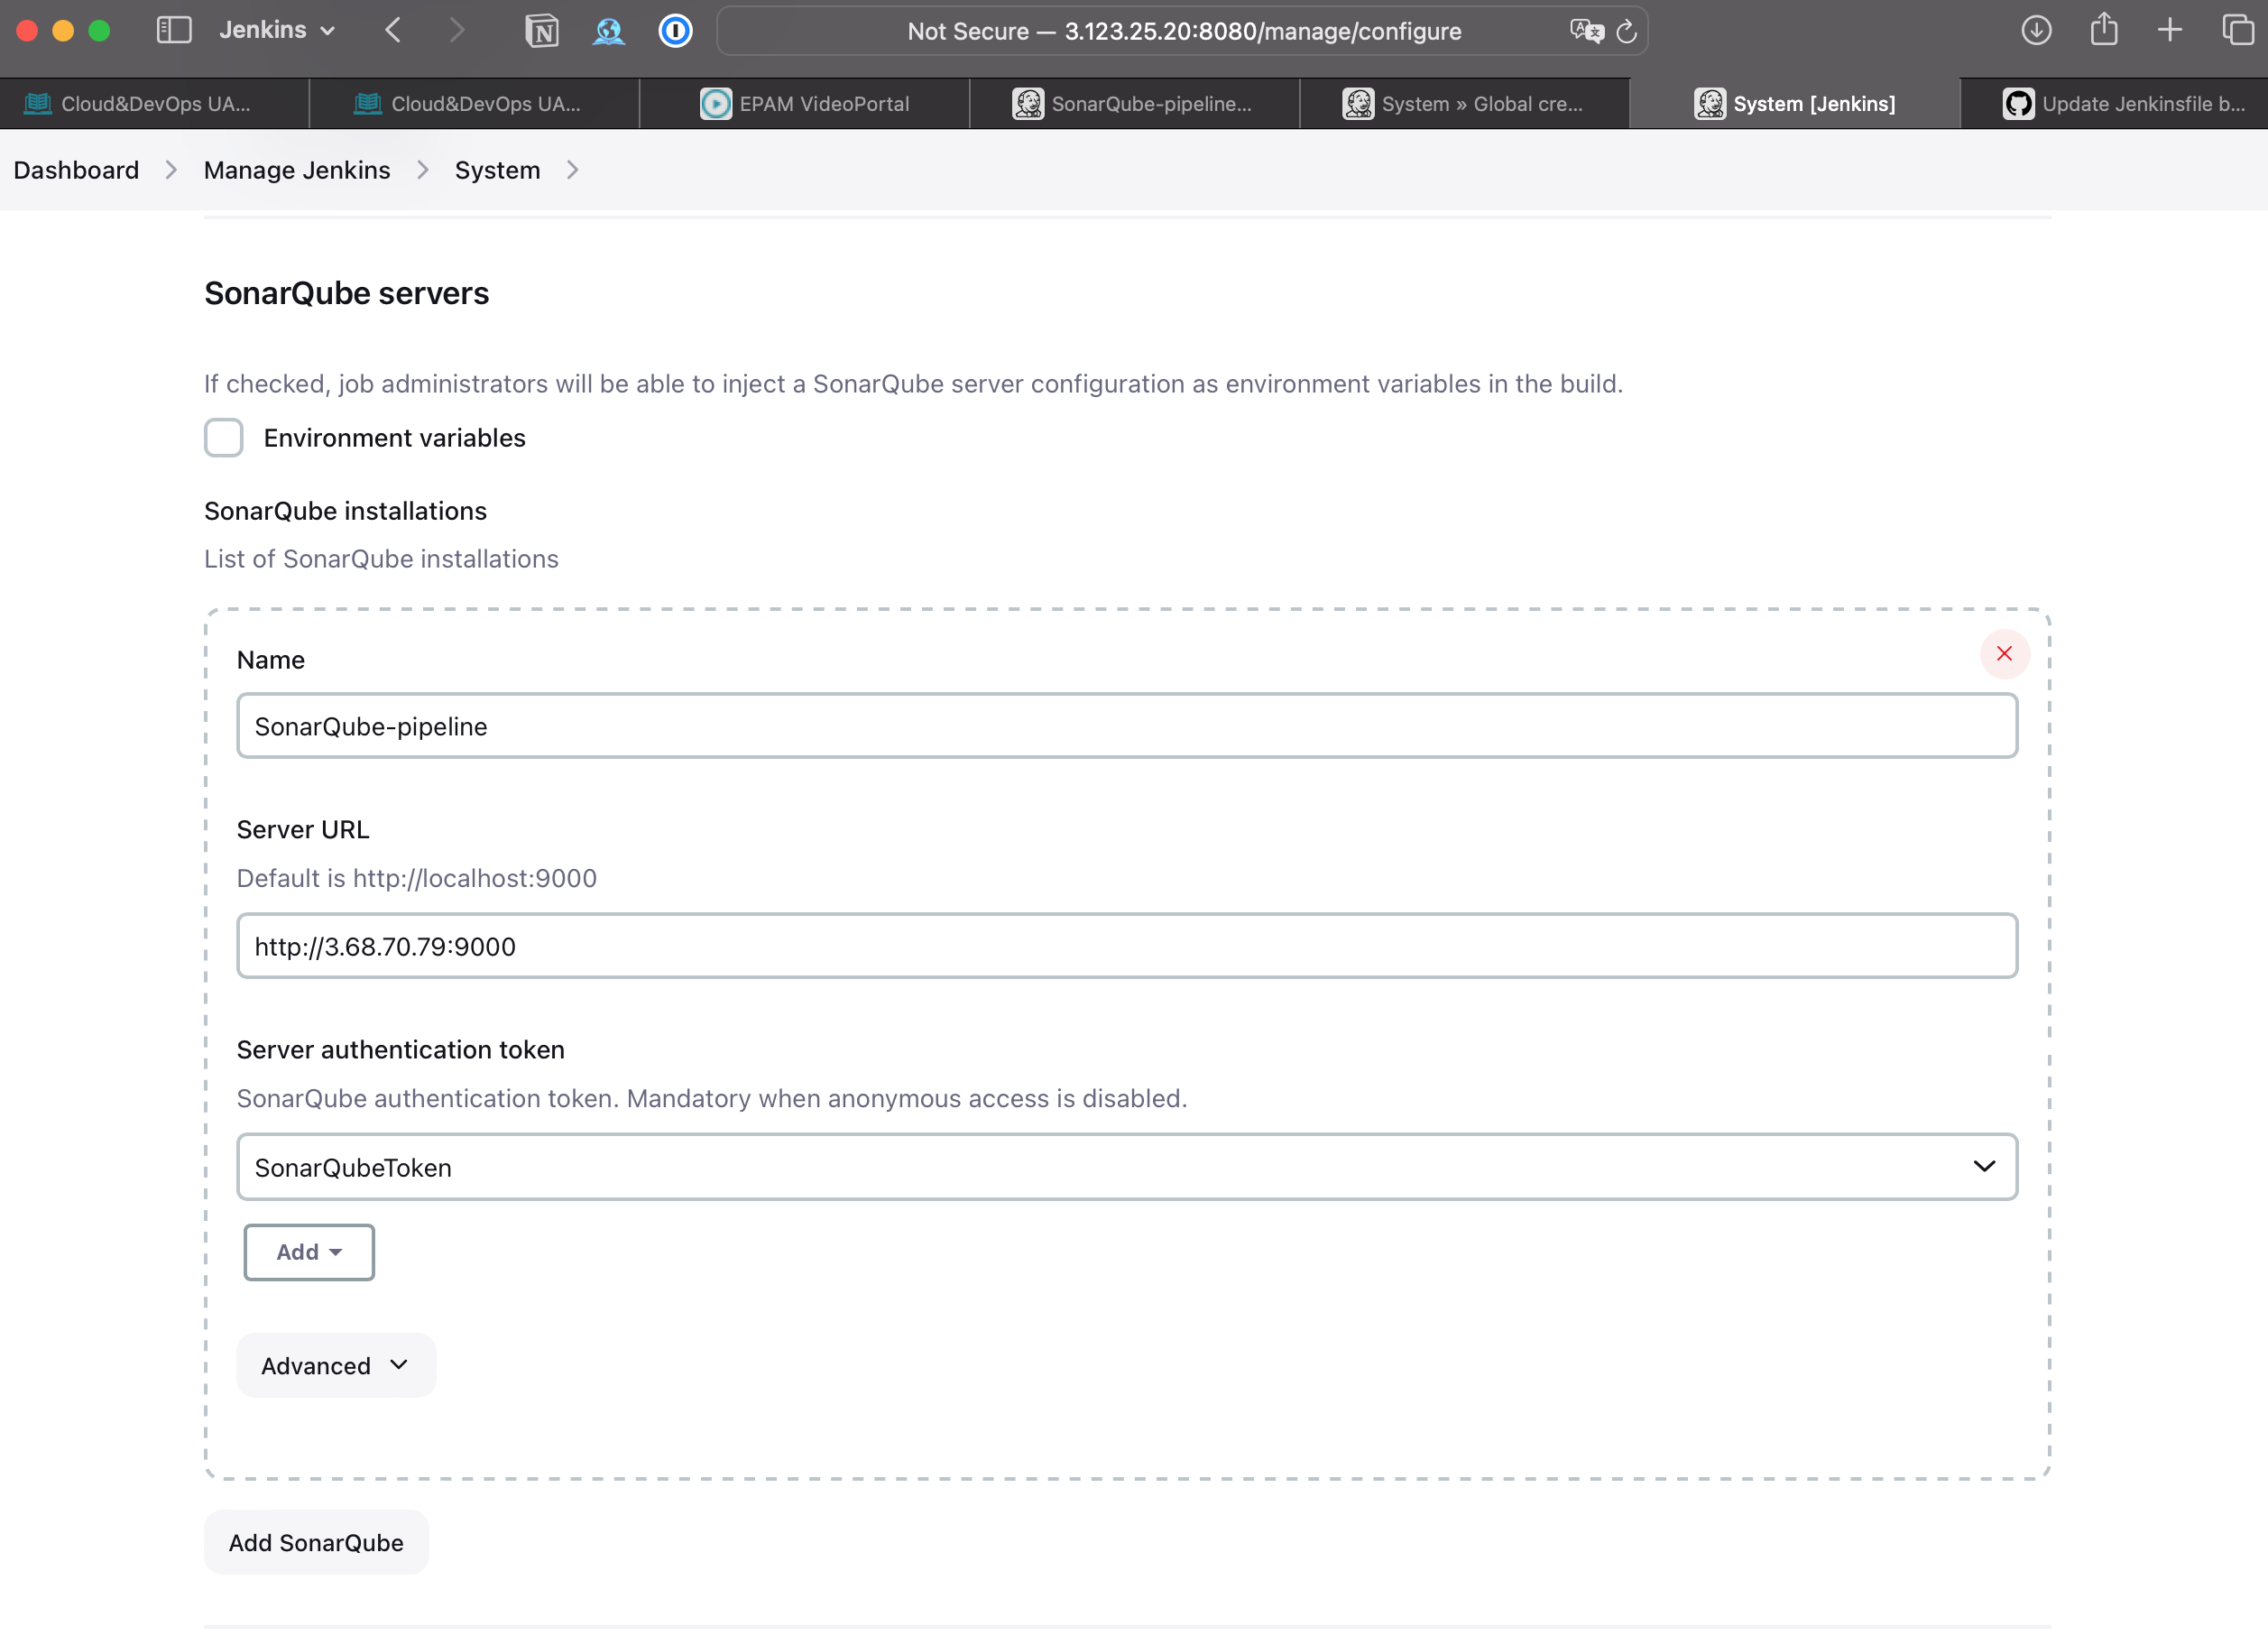 Jenkins
Not Secure — 3.123.25.20:8080/manage/configure
Cloud&DevOps UA...
Cloud&DevOps UA...
EPAM VideoPortal
SonarQube-pipeline...
System » Global cre...
System [Jenkins]
Update Jenkinsfile b...
Dashboard
Manage Jenkins
System
SonarQube servers
If checked, job administrators will be able to inject a SonarQube server configuration as environment variables in the build.
Environment variables
SonarQube installations
List of SonarQube installations
Name
SonarQube-pipeline
Server URL
Default is http://localhost:9000
http://3.68.70.79:9000
Server authentication token
SonarQube authentication token. Mandatory when anonymous access is disabled.
SonarQubeToken
Add
Advanced
Add SonarQube